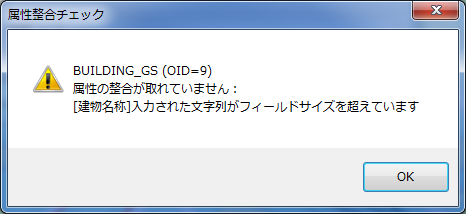 属性整合チェック
BUILDING_GS (OID=9)
属性の整合が取れていません：
[建物名称]入力された文字列がフィールドサイズを超えています
OK